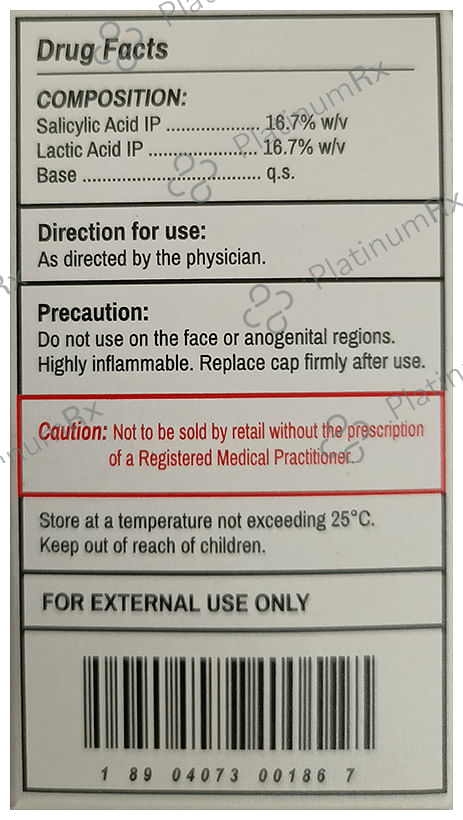 Drug Facts
COMPOSITION:
Salicylic Acid IP ................... 16.7% w/v
Lactic Acid IP ...................... 16.7% w/v
Base .................................... q.s.
Direction for use:
As directed by the physician.
Precaution:
Do not use on the face or anogenital regions.
Highly inflammable. Replace cap firmly after use.
Caution: Not to be sold by retail without the prescription
of a Registered Medical Practitioner.
Store at a temperature not exceeding 25°C.
Keep out of reach of children.
FOR EXTERNAL USE ONLY
1 89 04073 00186 7
PlatinumRx
PlatinumRx